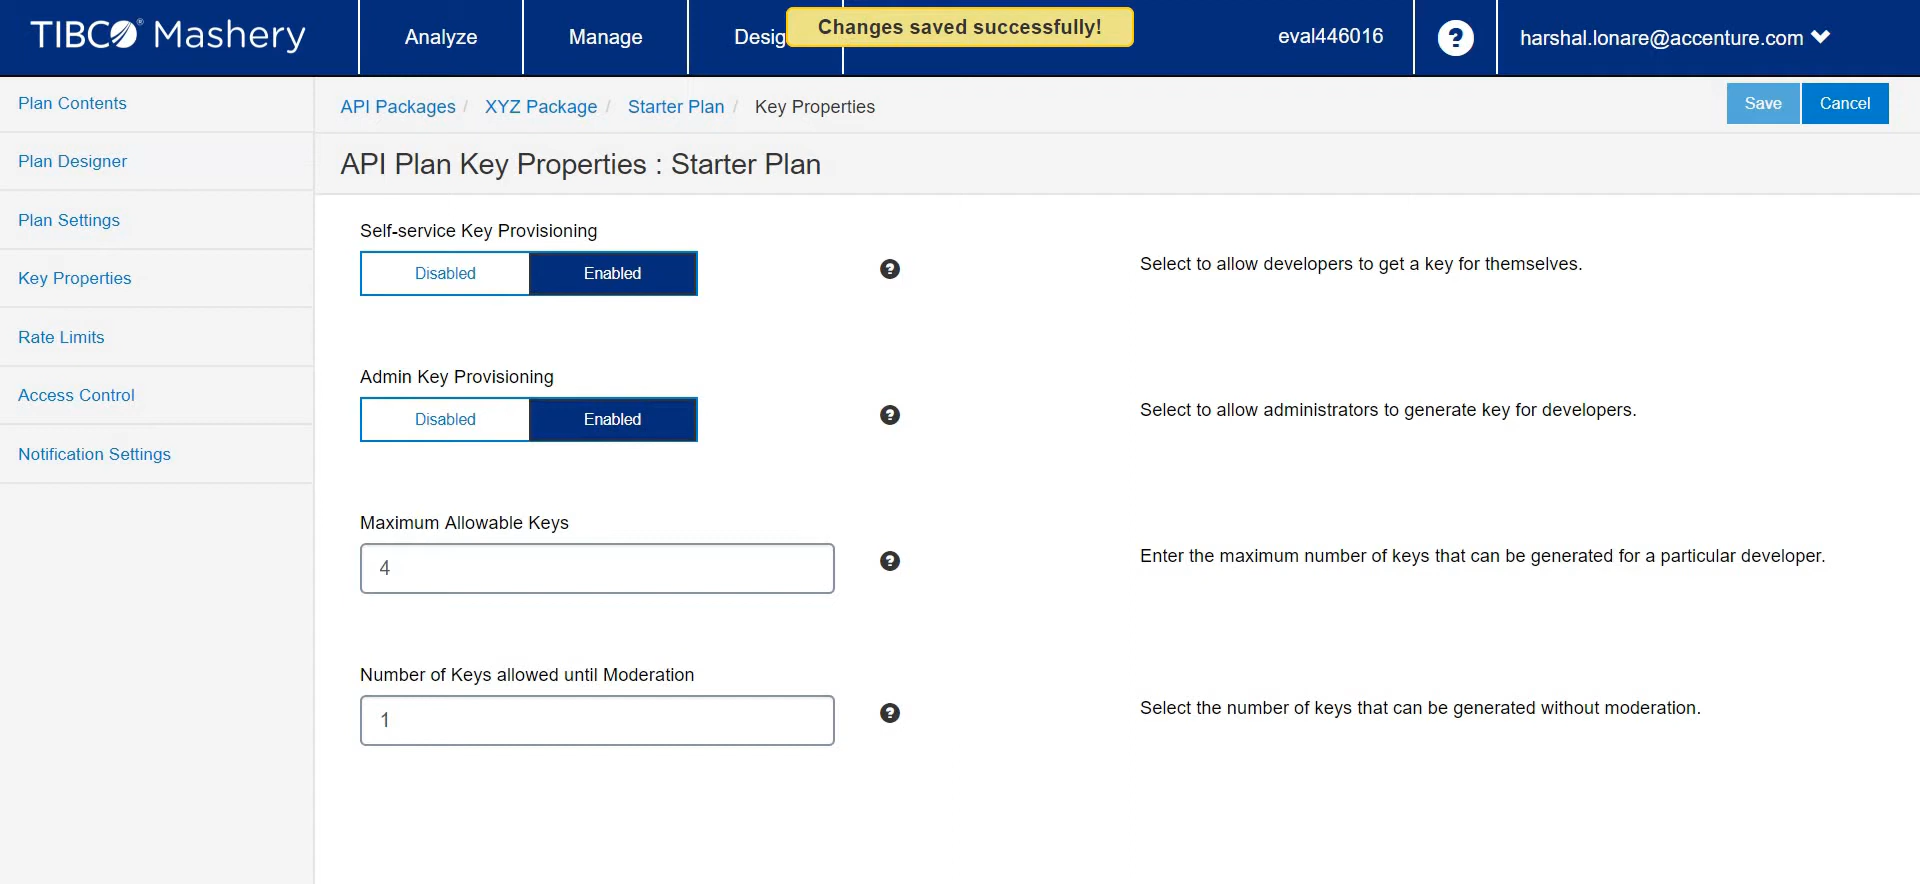 TIBCO® Mashery
Analyze
Manage
Desig
Changes saved successfully!
eval446016
?
harshal.lonare@accenture.com
Plan Contents
Plan Designer
Plan Settings
Key Properties
Rate Limits
Access Control
Notification Settings
API Packages / XYZ Package / Starter Plan / Key Properties
Save
Cancel
API Plan Key Properties : Starter Plan
Self-service Key Provisioning
Disabled Enabled
?
Select to allow developers to get a key for themselves.
Admin Key Provisioning
Disabled Enabled
?
Select to allow administrators to generate key for developers.
Maximum Allowable Keys
4
?
Enter the maximum number of keys that can be generated for a particular developer.
Number of Keys allowed until Moderation
1
?
Select the number of keys that can be generated without moderation.